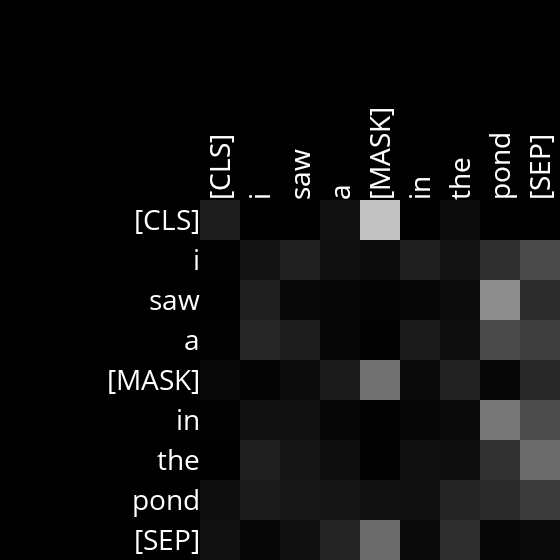 [CLS] i saw a [MASK] in the pond [SEP]
[CLS]
i
saw
a
[MASK]
in
the
pond
[SEP]